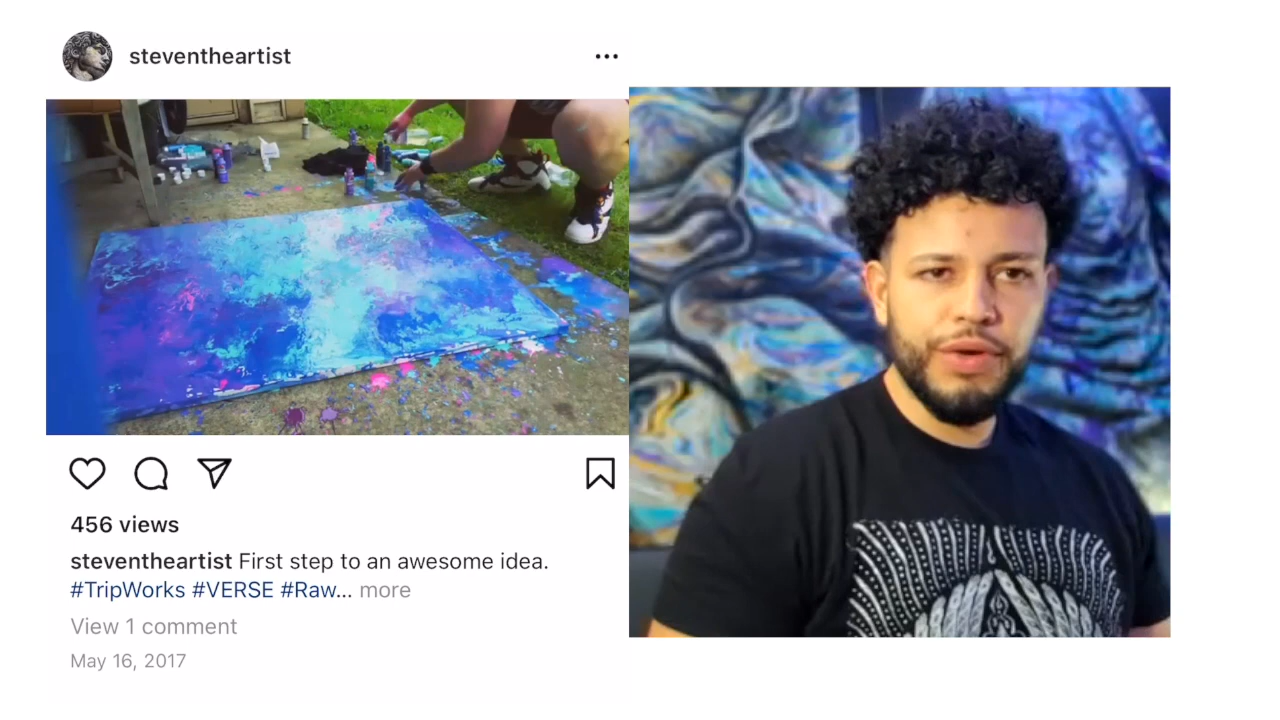 steventheartist
456 views
steventheartist First step to an awesome idea.
#TripWorks #VERSE #Raw... more
View 1 comment
May 16, 2017